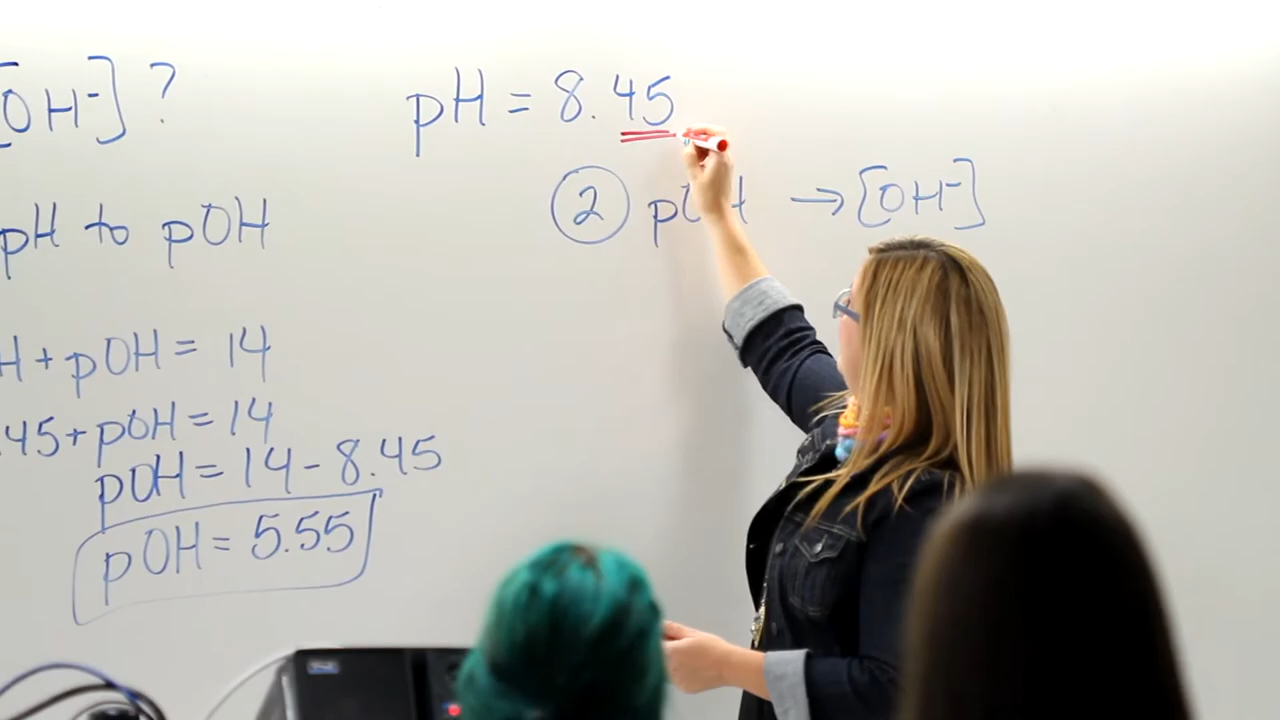 [OH⁻]?
pH = 8.45
② pOH → [OH⁻]
pH to pOH
H + pOH = 14
.45 + pOH = 14
pOH = 14 - 8.45
pOH = 5.55